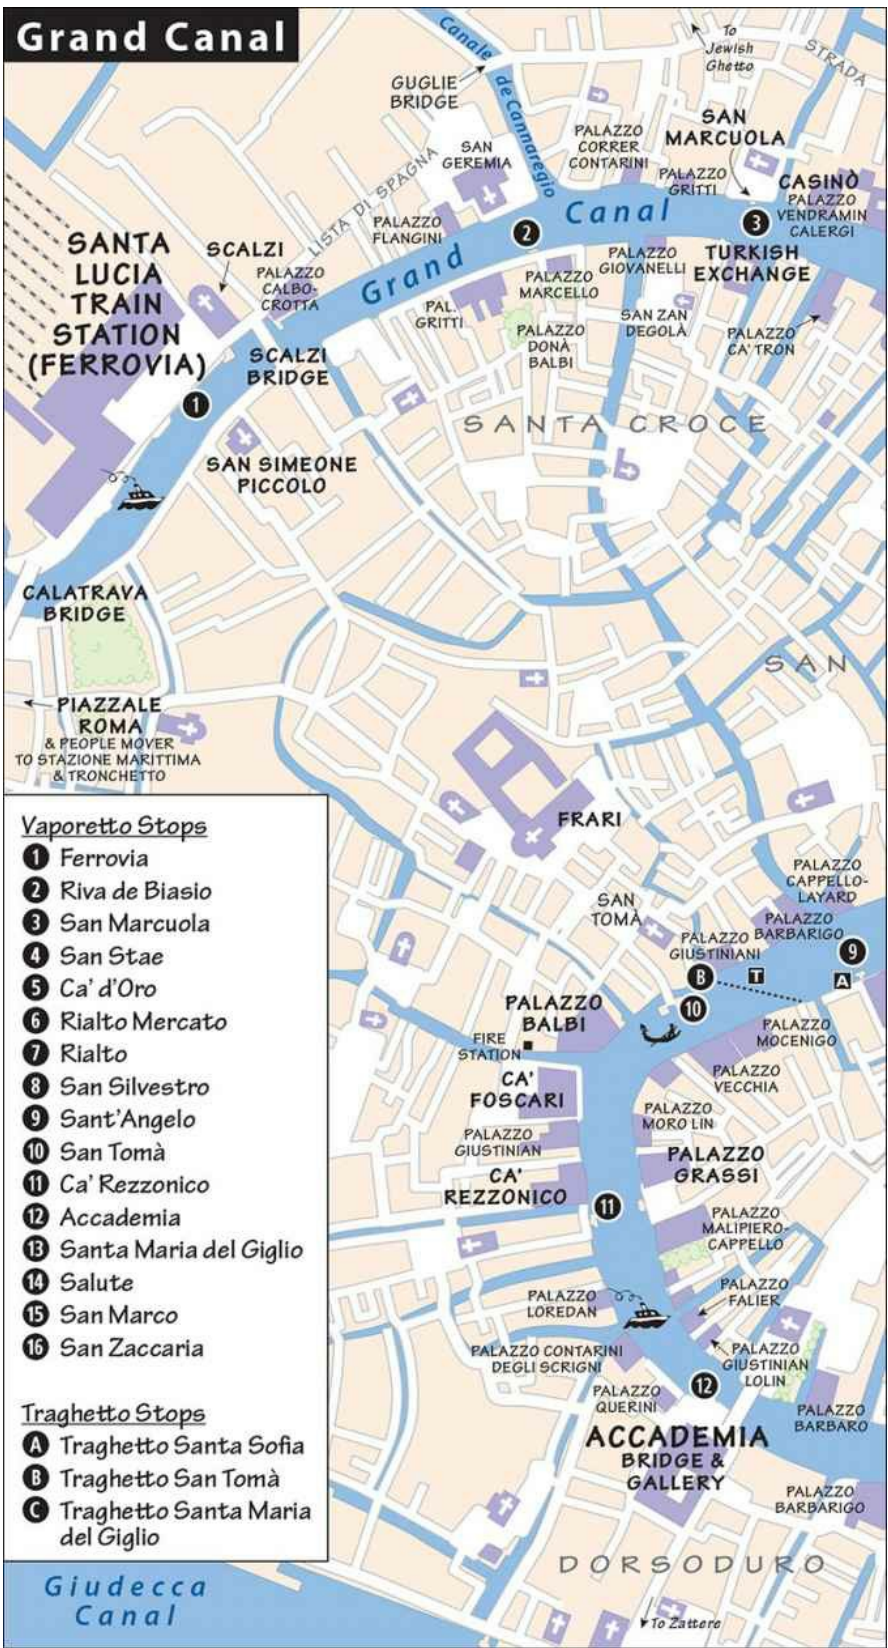 Grand Canal
Canale
de Cannaregio
To
Jewish
Ghetto
STRADA
GUGLIE
BRIDGE
SAN
GEREMIA
PALAZZO
CORRER
CONTARINI
SAN
MARCUOLA
PALAZZO
GRITTI
CASINÒ
PALAZZO
VENDRAMIN
CALERGI
LISTA DI SPAGNA
PALAZZO
FLANGINI
2
Grand Canal
3
SANTA
LUCIA
TRAIN
STATION
(FERROVIA)
SCALZI
PALAZZO
CALBO-
CROTTA
PAL.
GRITTI
PALAZZO
MARCELLO
PALAZZO
GIOVANELLI
TURKISH
EXCHANGE
PALAZZO
DONÀ
BALBI
SAN ZAN
DEGOLÀ
PALAZZO
CA' TRON
SCALZI
BRIDGE
1
SANTA CROCE
SAN SIMEONE
PICCOLO
CALATRAVA
BRIDGE
SAN
PIAZZALE
ROMA
& PEOPLE MOVER
TO STAZIONE MARITTIMA
& TRONCHETTO
FRARI
SAN
TOMÀ
PALAZZO
CAPPELLO-
LAYARD
PALAZZO
BARBARIGO
PALAZZO
GIUSTINIANI
9
B
T
A
10
PALAZZO
BALBI
FIRE
STATION
PALAZZO
MOCENIGO
CA'
FOSCARI
PALAZZO
VECCHIA
PALAZZO
MORO LIN
PALAZZO
GIUSTINIAN
PALAZZO
GRASSI
CA'
REZZONICO
11
PALAZZO
MALIPIERO-
CAPPELLO
PALAZZO
LOREDAN
PALAZZO
FALIER
PALAZZO CONTARINI
DEGLI SCRIGNI
PALAZZO
GIUSTINIAN
LOLIN
12
PALAZZO
QUERINI
PALAZZO
BARBARO
ACCADEMIA
BRIDGE &
GALLERY
PALAZZO
BARBARIGO
DORSODURO
To Zattere
Vaporetto Stops
1 Ferrovia
2 Riva de Biasio
3 San Marcuola
4 San Stae
5 Ca' d'Oro
6 Rialto Mercato
7 Rialto
8 San Silvestro
9 Sant'Angelo
10 San Tomà
11 Ca' Rezzonico
12 Accademia
13 Santa Maria del Giglio
14 Salute
15 San Marco
16 San Zaccaria
Traghetto Stops
A Traghetto Santa Sofia
B Traghetto San Tomà
C Traghetto Santa Maria
del Giglio
Giudecca
Canal